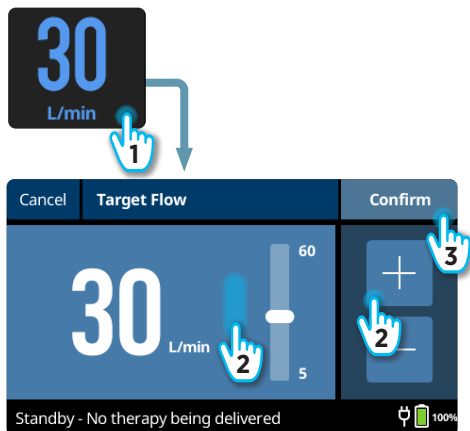 30
L/min
1
Cancel Target Flow Confirm
3
60
30 L/min
+
2 2
-
5
Standby - No therapy being delivered 100%